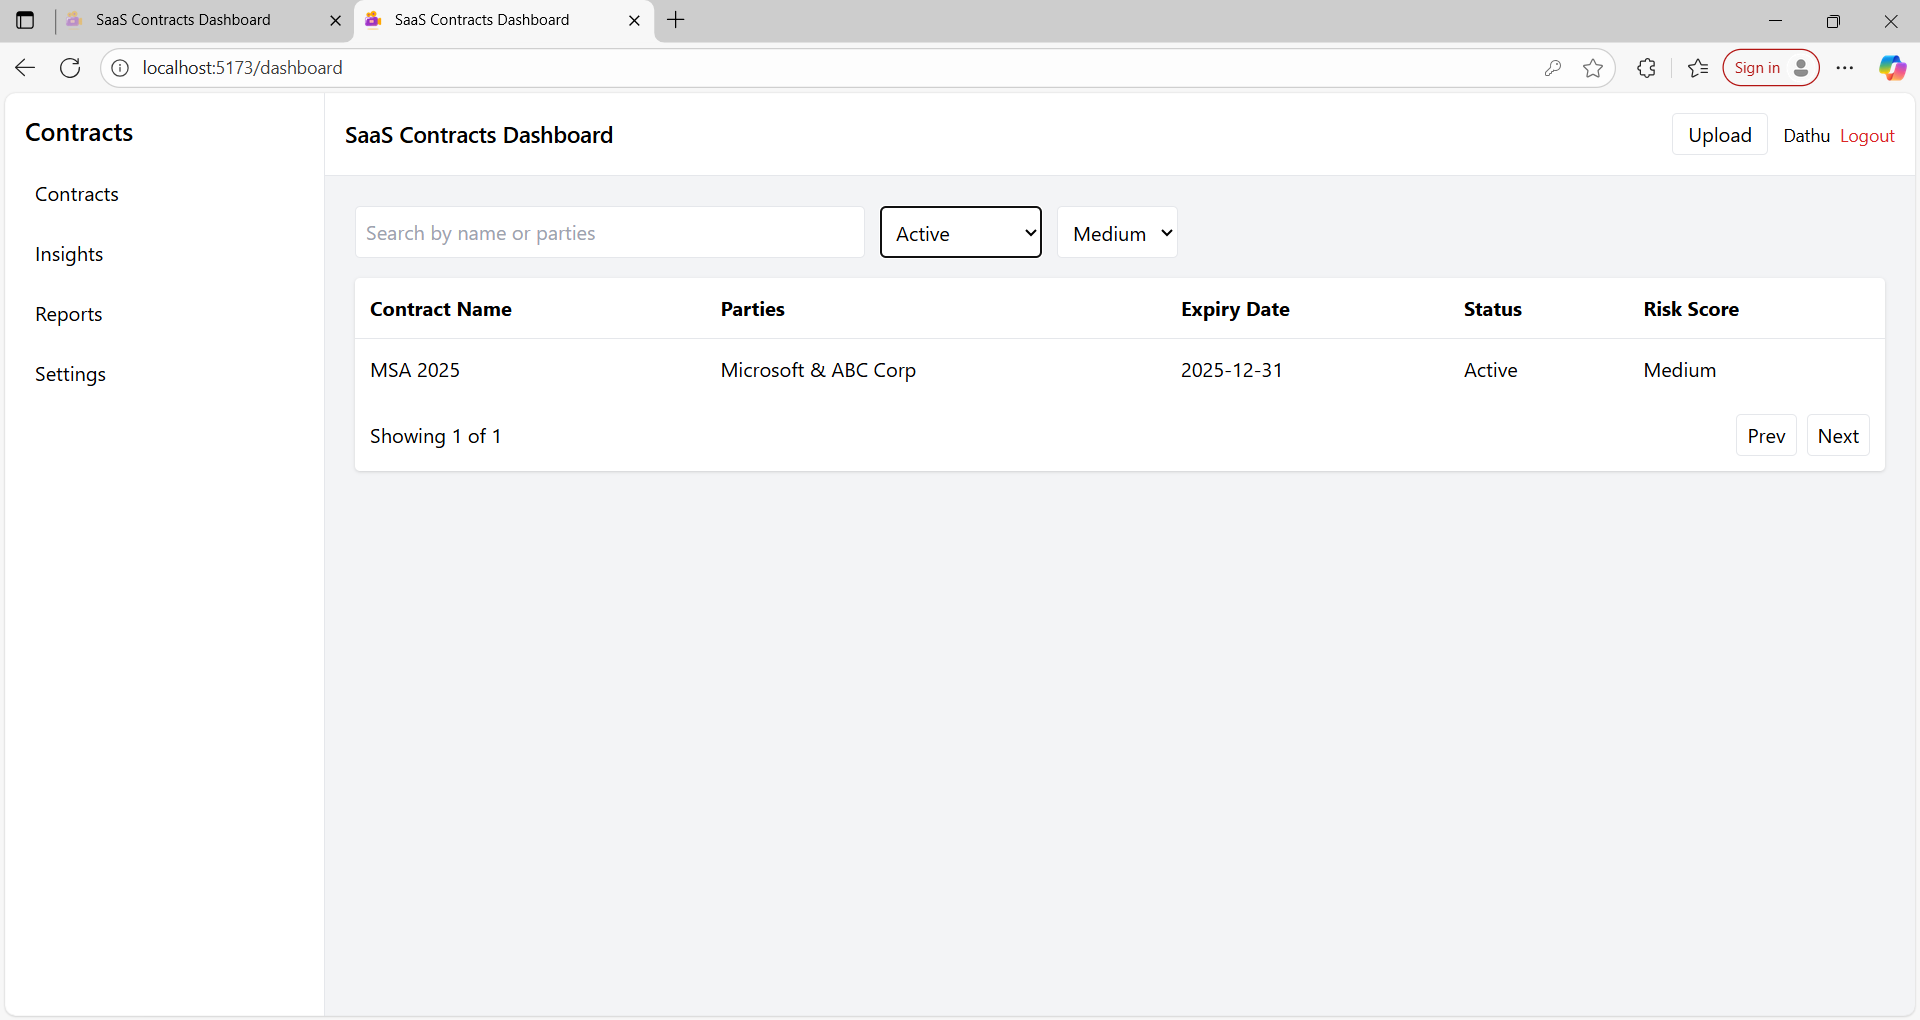 SaaS Contracts Dashboard
SaaS Contracts Dashboard
localhost:5173/dashboard
Sign in
Contracts
Contracts
Insights
Reports
Settings
SaaS Contracts Dashboard
Upload Dathu Logout
Search by name or parties Active Medium
Contract Name Parties Expiry Date Status Risk Score
MSA 2025 Microsoft & ABC Corp 2025-12-31 Active Medium
Showing 1 of 1 Prev Next